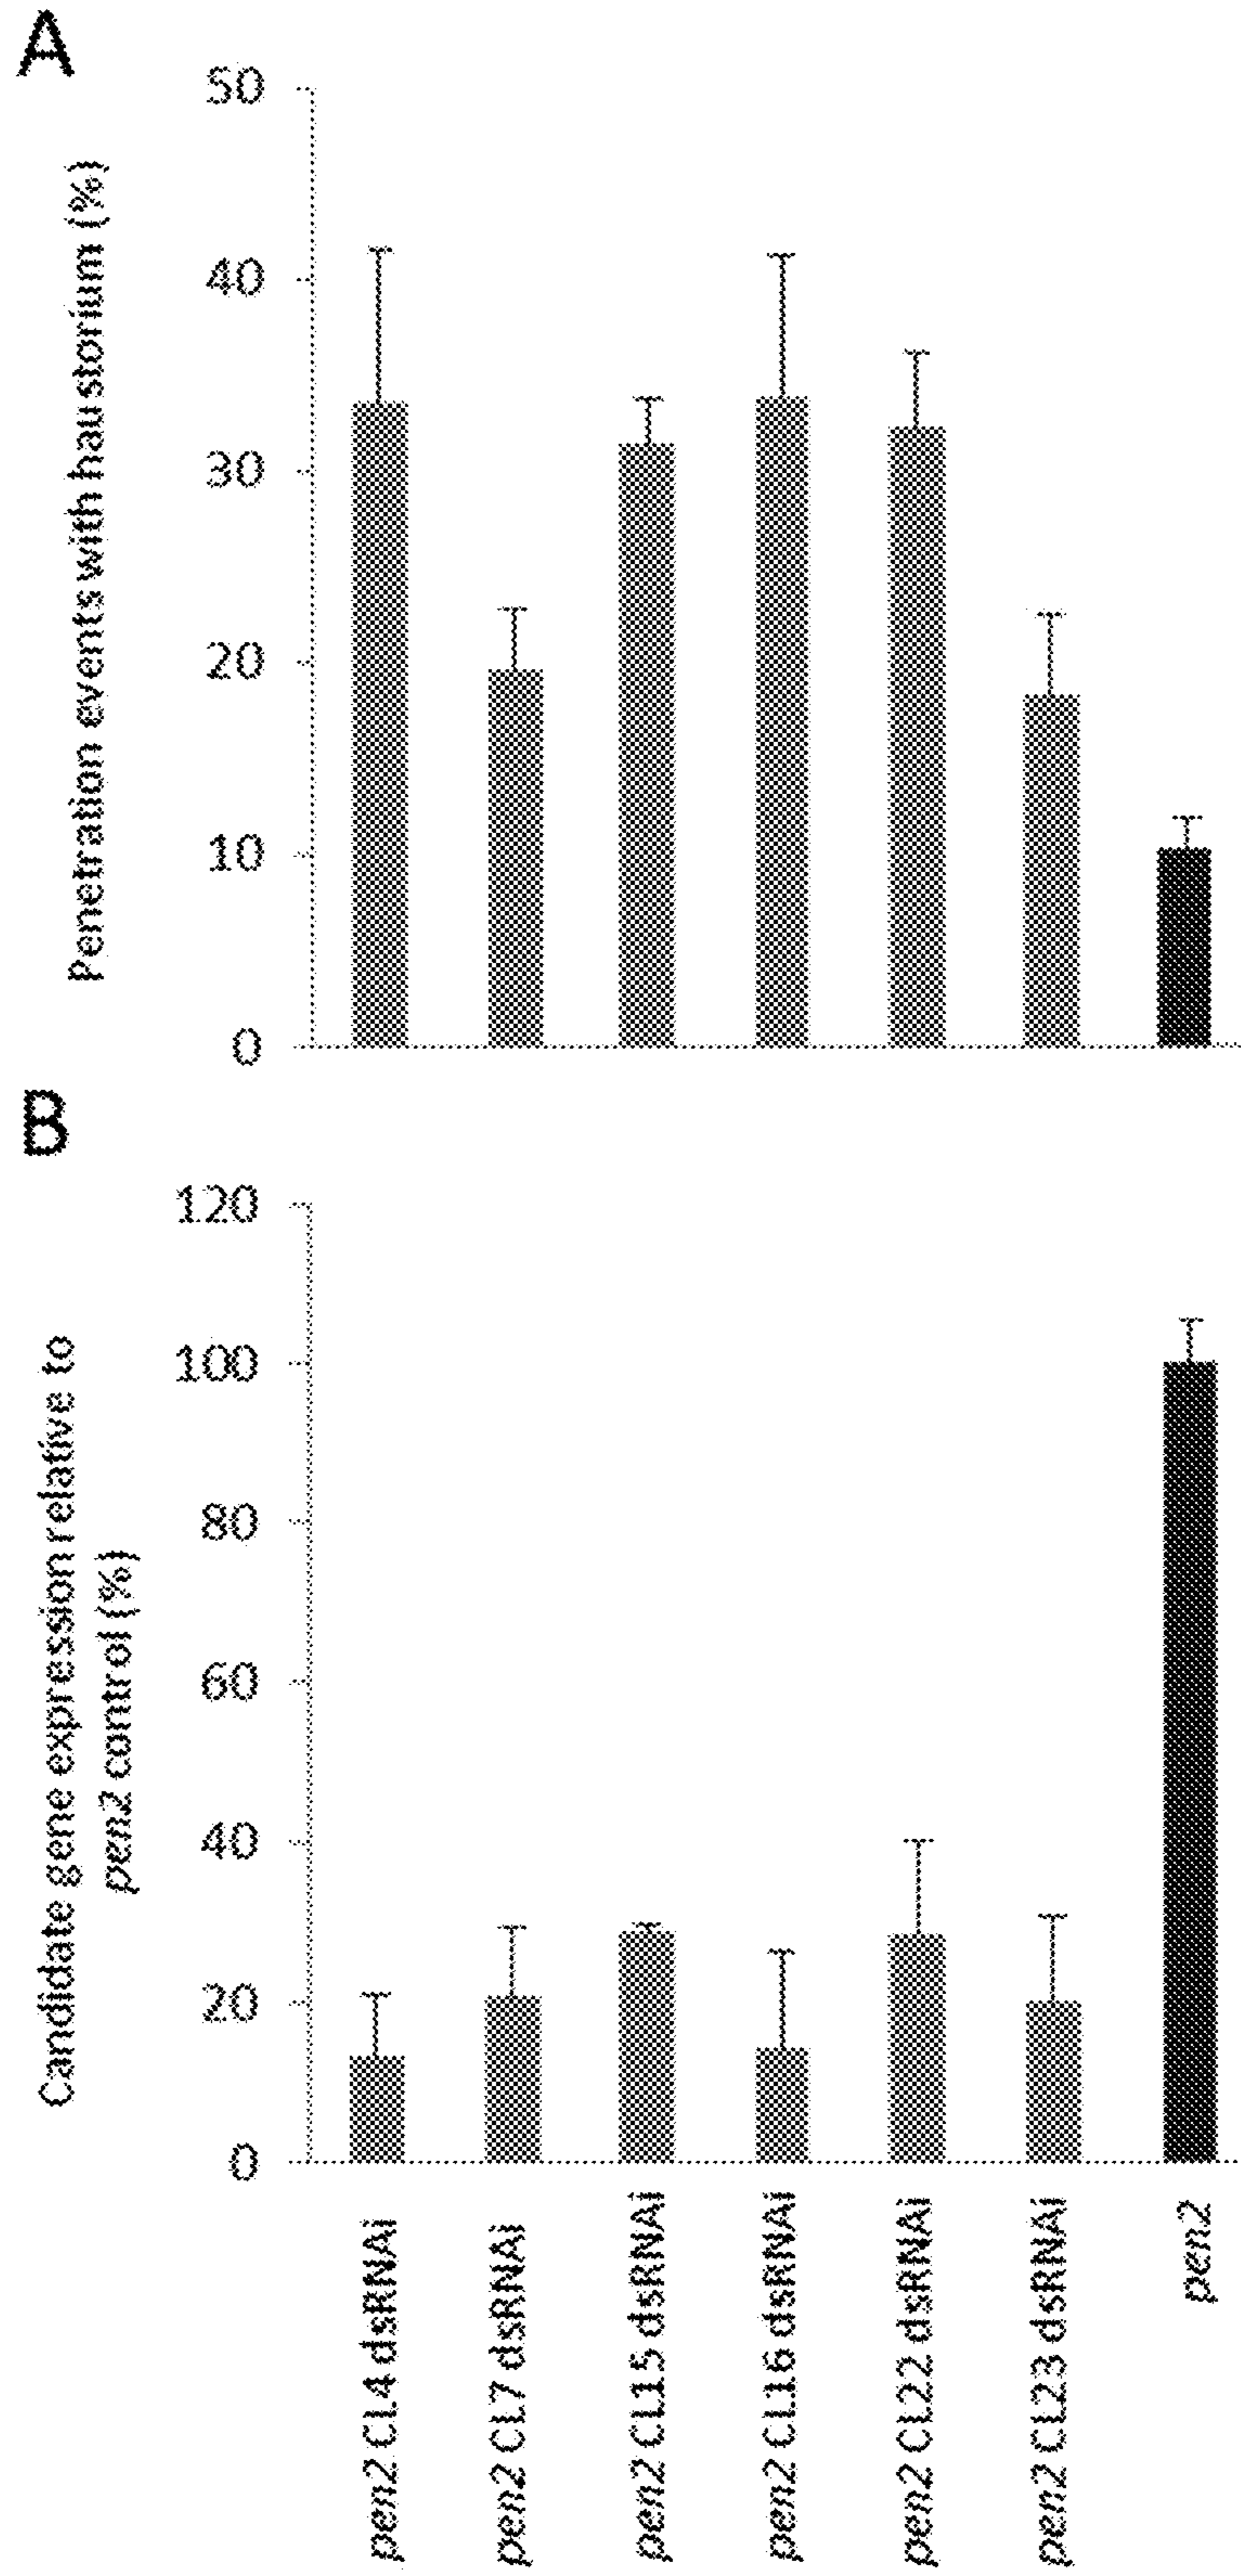 A
Penetration events with haustorium (%)
50
40
30
20
10
0
B
Candidate gene expression relative to
pen2 control (%)
120
100
80
60
40
20
0
pen2 CL4 dsRNAi
pen2 CL7 dsRNAi
pen2 CL15 dsRNAi
pen2 CL16 dsRNAi
pen2 CL22 dsRNAi
pen2 CL23 dsRNAi
pen2